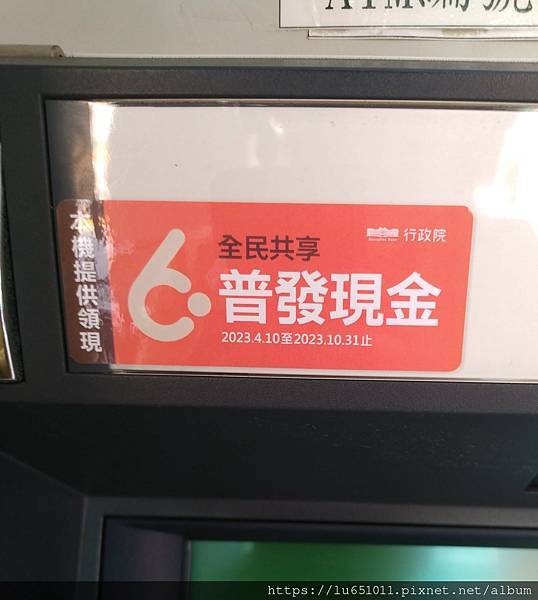 本機提供領現
全民共享
行政院
普發現金
2023.4.10至2023.10.31止
https://lu651011.pixnet.net/album